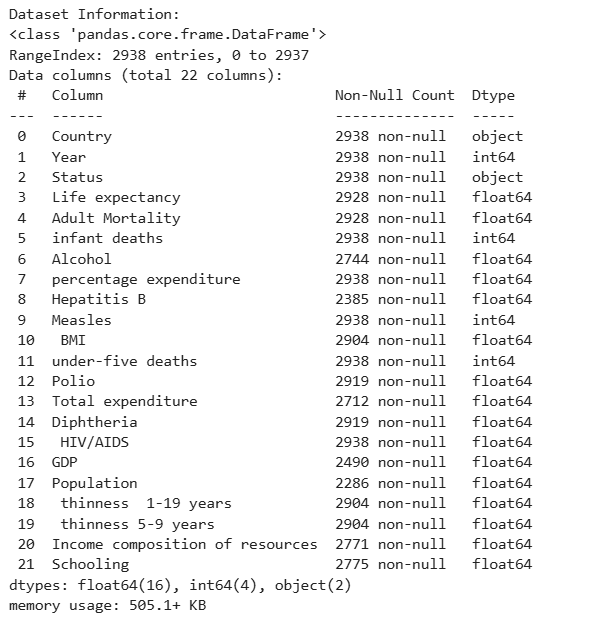 Dataset Information:
<class 'pandas.core.frame.DataFrame'>
RangeIndex: 2938 entries, 0 to 2937
Data columns (total 22 columns):
 #   Column                           Non-Null Count  Dtype
---  ------                           --------------  -----
 0   Country                          2938 non-null   object
 1   Year                             2938 non-null   int64
 2   Status                           2938 non-null   object
 3   Life expectancy                  2928 non-null   float64
 4   Adult Mortality                  2928 non-null   float64
 5   infant deaths                    2938 non-null   int64
 6   Alcohol                          2744 non-null   float64
 7   percentage expenditure           2938 non-null   float64
 8   Hepatitis B                      2385 non-null   float64
 9   Measles                          2938 non-null   int64
 10   BMI                             2904 non-null   float64
 11  under-five deaths                2938 non-null   int64
 12  Polio                            2919 non-null   float64
 13  Total expenditure                2712 non-null   float64
 14  Diphtheria                       2919 non-null   float64
 15   HIV/AIDS                        2938 non-null   float64
 16  GDP                              2490 non-null   float64
 17  Population                       2286 non-null   float64
 18   thinness  1-19 years            2904 non-null   float64
 19   thinness 5-9 years              2904 non-null   float64
 20  Income composition of resources  2771 non-null   float64
 21  Schooling                        2775 non-null   float64
dtypes: float64(16), int64(4), object(2)
memory usage: 505.1+ KB